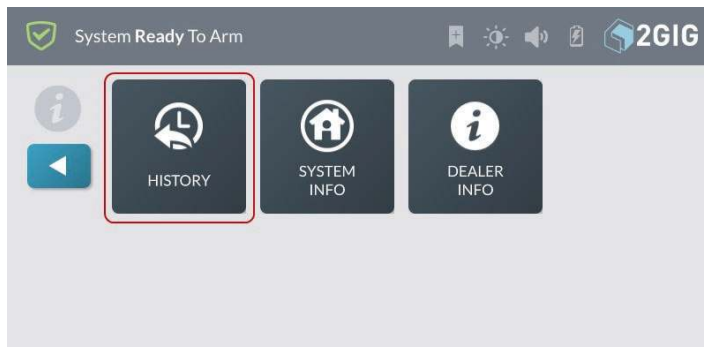 System Ready To Arm
2GIG
HISTORY
SYSTEM
INFO
DEALER
INFO